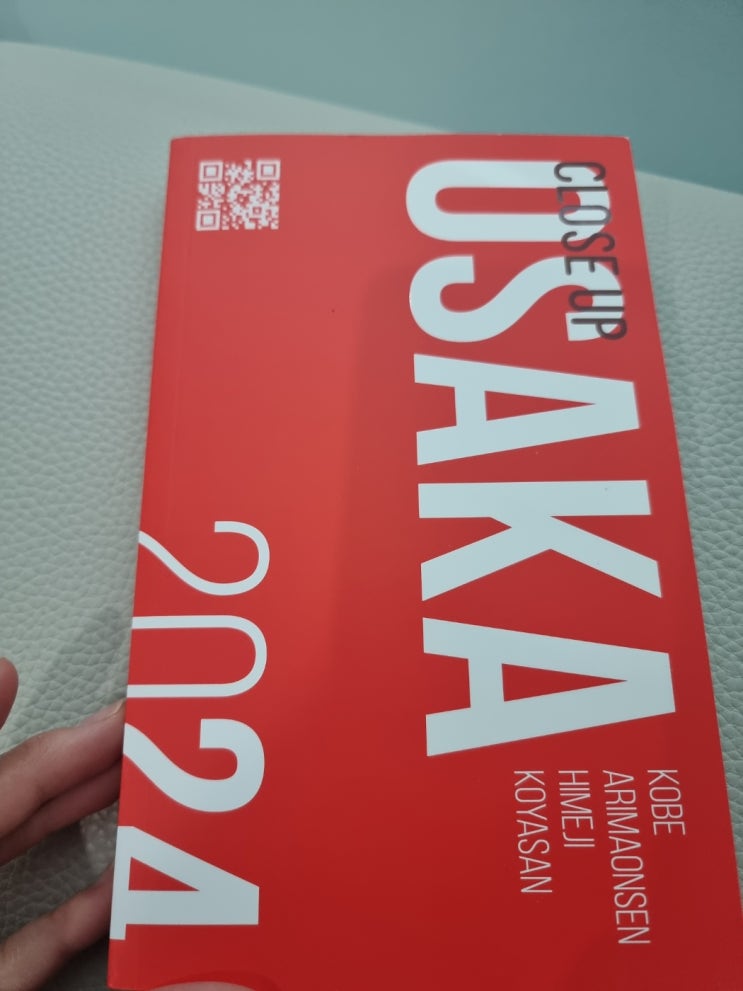 CLOSE UP
OSAKA
KOBE
ARIMAONSEN
HIMEJI
KOYASAN
2024